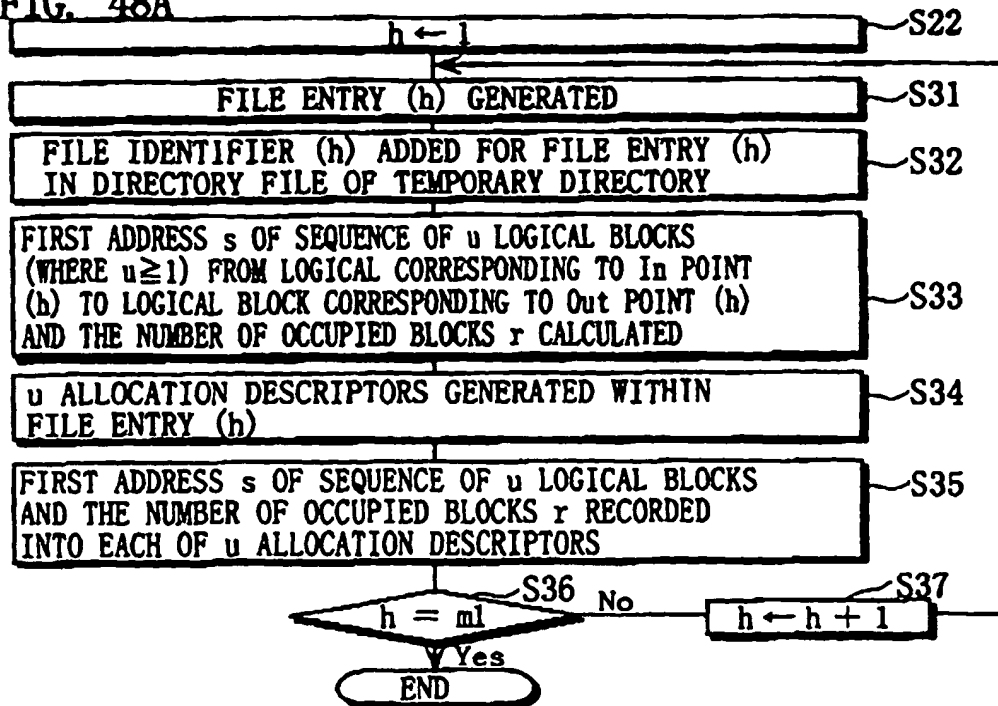 FIG. 48A
h ← 1
S22
FILE ENTRY (h) GENERATED
S31
FILE IDENTIFIER (h) ADDED FOR FILE ENTRY (h)
IN DIRECTORY FILE OF TEMPORARY DIRECTORY
S32
FIRST ADDRESS s OF SEQUENCE OF u LOGICAL BLOCKS
(WHERE u≧1) FROM LOGICAL CORRESPONDING TO In POINT
(h) TO LOGICAL BLOCK CORRESPONDING TO Out POINT (h)
AND THE NUMBER OF OCCUPIED BLOCKS r CALCULATED
S33
u ALLOCATION DESCRIPTORS GENERATED WITHIN
FILE ENTRY (h)
S34
FIRST ADDRESS s OF SEQUENCE OF u LOGICAL BLOCKS
AND THE NUMBER OF OCCUPIED BLOCKS r RECORDED
INTO EACH OF u ALLOCATION DESCRIPTORS
S35
h = m1
S36
No
h ← h + 1
S37
Yes
END